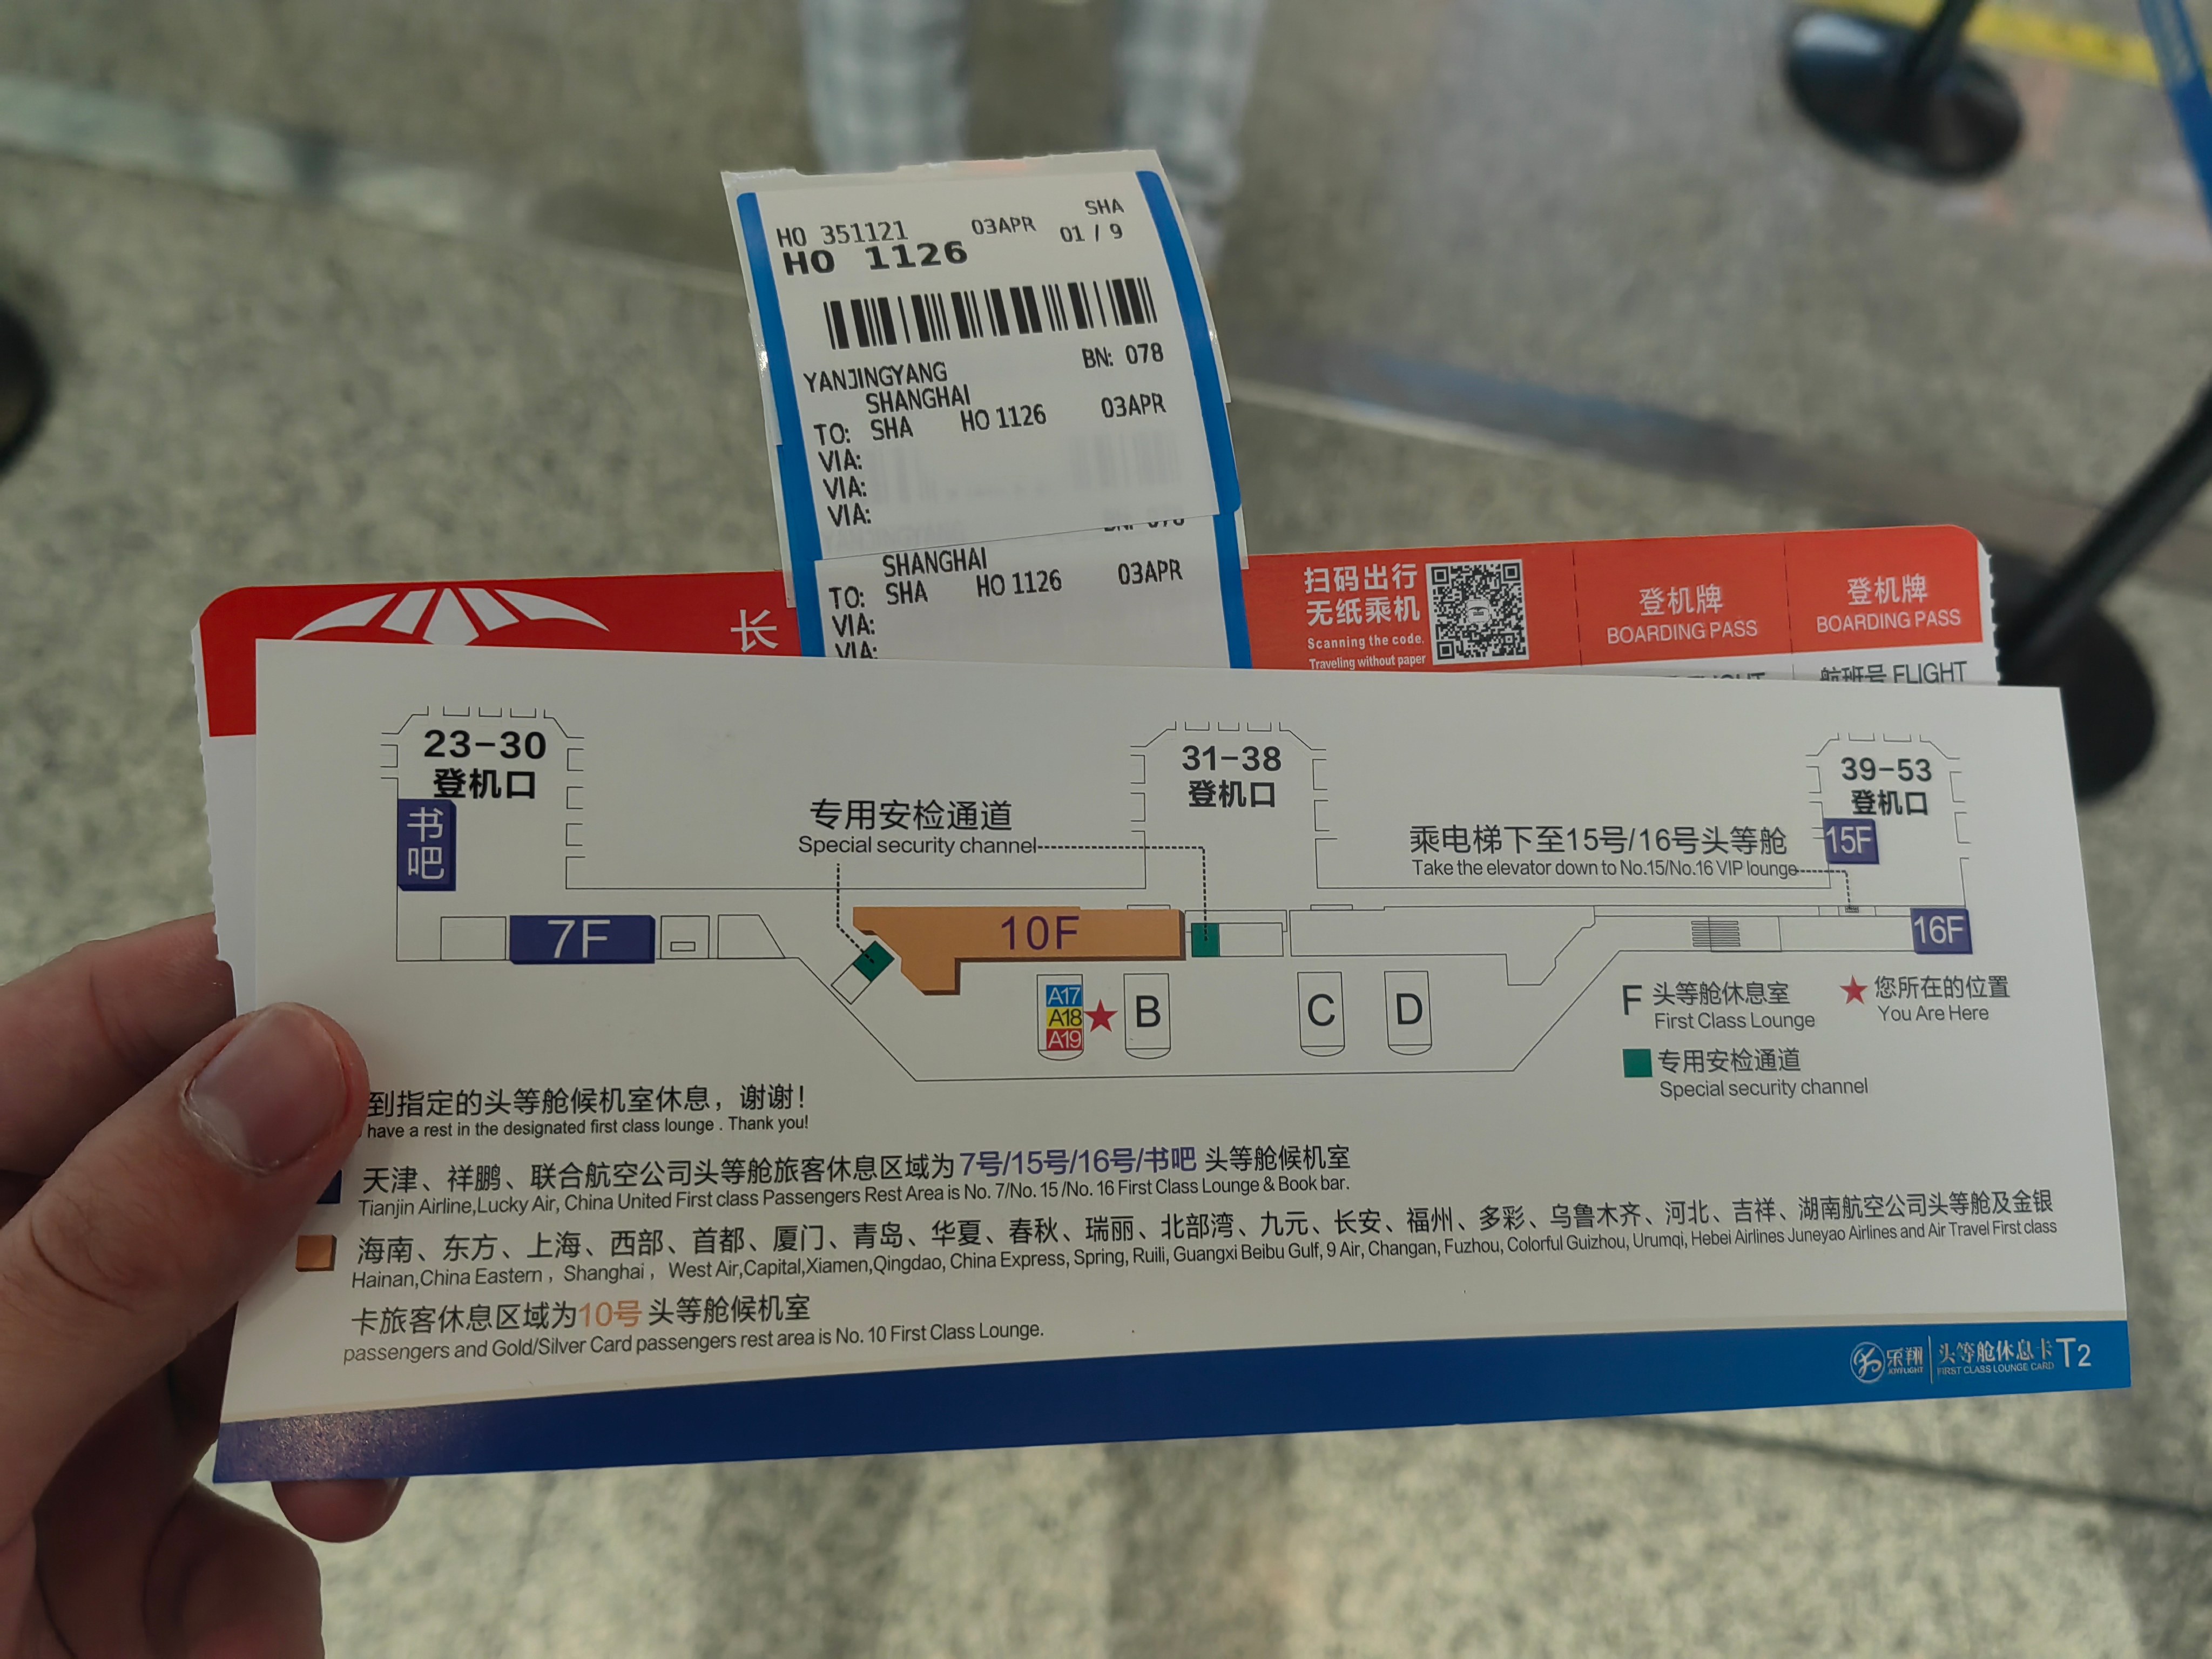 SHA
HO 351121 03APR 01 / 9
HO 1126
BN: 078
YANJINGYANG
SHANGHAI
TO: SHA HO 1126 03APR
VIA:
VIA:
VIA:
SHANGHAI
TO: SHA HO 1126 03APR
VIA:
VIA:
长
扫码出行
无纸乘机
Scanning the code,
Traveling without paper
登机牌
BOARDING PASS
登机牌
BOARDING PASS
航班号 FLIGHT
23-30
登机口
31-38
登机口
39-53
登机口
书吧
专用安检通道
Special security channel
乘电梯下至15号/16号头等舱
Take the elevator down to No.15/No.16 VIP lounge
15F
7F
10F
16F
A17
A18
A19
B
C
D
F 头等舱休息室
First Class Lounge
您所在的位置
You Are Here
专用安检通道
Special security channel
到指定的头等舱候机室休息，谢谢！
have a rest in the designated first class lounge . Thank you!
天津、祥鹏、联合航空公司头等舱旅客休息区域为7号/15号/16号/书吧 头等舱候机室
Tianjin Airline,Lucky Air, China United First class Passengers Rest Area is No. 7/No. 15 /No. 16 First Class Lounge & Book bar.
海南、东方、上海、西部、首都、厦门、青岛、华夏、春秋、瑞丽、北部湾、九元、长安、福州、多彩、乌鲁木齐、河北、吉祥、湖南航空公司头等舱及金银
Hainan,China Eastern , Shanghai , West Air,Capital,Xiamen,Qingdao, China Express, Spring, Ruili, Guangxi Beibu Gulf, 9 Air, Changan, Fuzhou, Colorful Guizhou, Urumqi, Hebei Airlines Juneyao Airlines and Air Travel First class
卡旅客休息区域为10号 头等舱候机室
passengers and Gold/Silver Card passengers rest area is No. 10 First Class Lounge.
乐翔
JOYFLIGHT
头等舱休息卡 T2
FIRST CLASS LOUNGE CARD